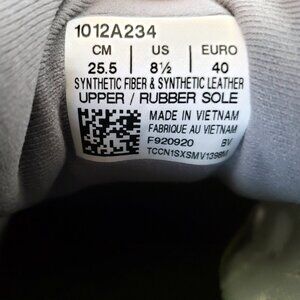 1012A234
CM US EURO
25.5 8½ 40
SYNTHETIC FIBER & SYNTHETIC LEATHER
UPPER / RUBBER SOLE
MADE IN VIETNAM
FABRIQUE AU VIETNAM
F920920 BV
TCCN1SXSMV1398M